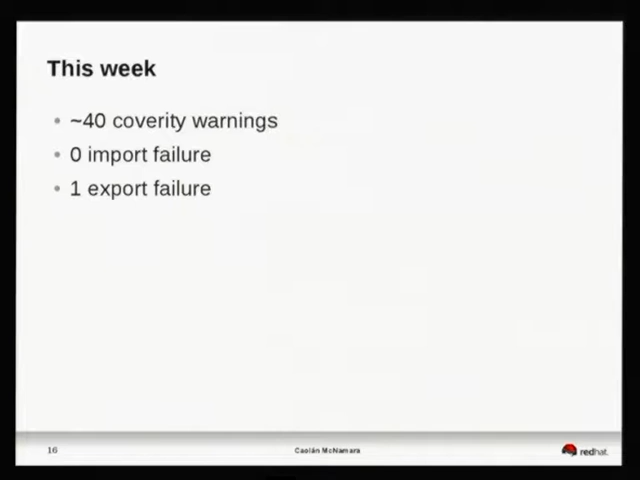 This week
~40 coverity warnings
0 import failure
1 export failure
16
Caolán McNamara
redhat.